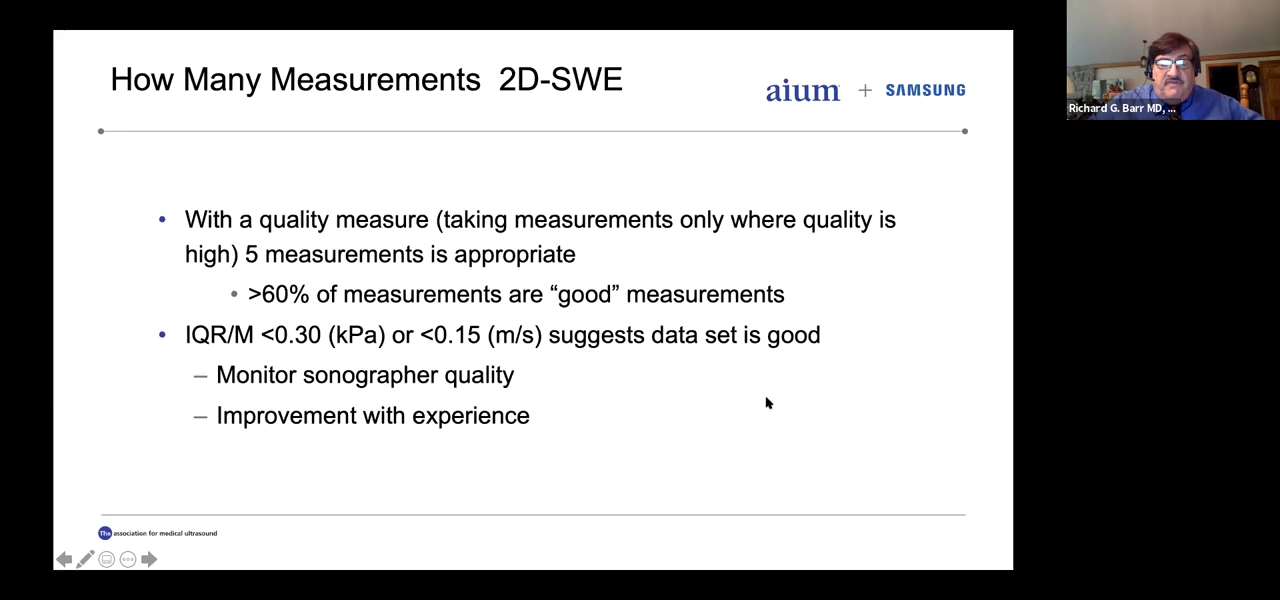 How Many Measurements 2D-SWE
aium + SAMSUNG
• With a quality measure (taking measurements only where quality is
high) 5 measurements is appropriate
• >60% of measurements are “good” measurements
• IQR/M <0.30 (kPa) or <0.15 (m/s) suggests data set is good
– Monitor sonographer quality
– Improvement with experience
The association for medical ultrasound
Richard G. Barr MD, ...